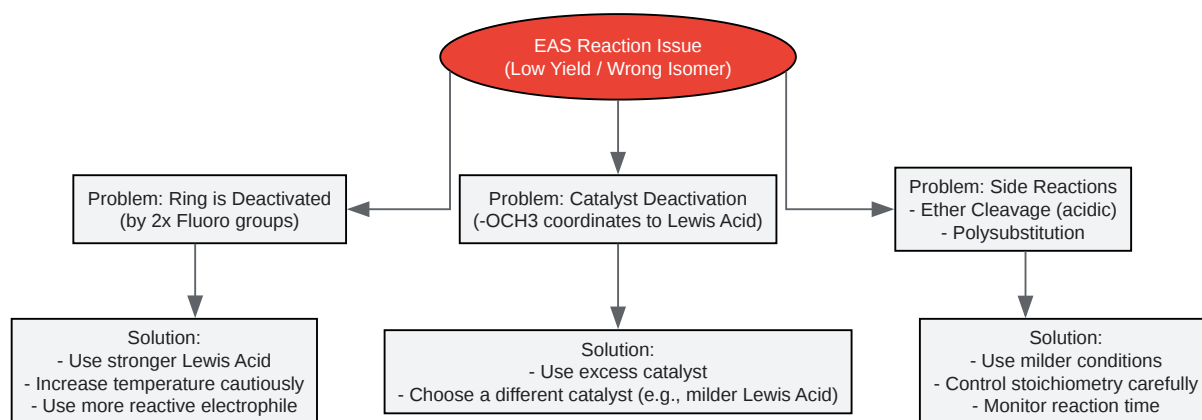 EAS Reaction Issue
(Low Yield / Wrong Isomer)
Problem: Ring is Deactivated
(by 2x Fluoro groups)
Problem: Catalyst Deactivation
(-OCH3 coordinates to Lewis Acid)
Problem: Side Reactions
- Ether Cleavage (acidic)
- Polysubstitution
Solution:
- Use stronger Lewis Acid
- Increase temperature cautiously
- Use more reactive electrophile
Solution:
- Use excess catalyst
- Choose a different catalyst (e.g., milder Lewis Acid)
Solution:
- Use milder conditions
- Control stoichiometry carefully
- Monitor reaction time